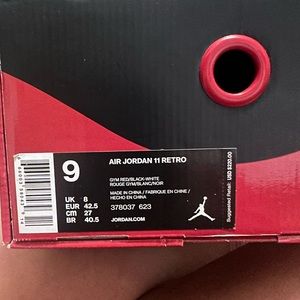 9
AIR JORDAN 11 RETRO
GYM RED/BLACK-WHITE
ROUGE GYM/BLANC/NOIR
MADE IN CHINA / FABRIQUE EN CHINE /
HECHO EN CHINA
UK 8
EUR 42.5
CM 27
BR 40.5
378037 623
JORDAN.COM
Suggested Retail: USD $220.00